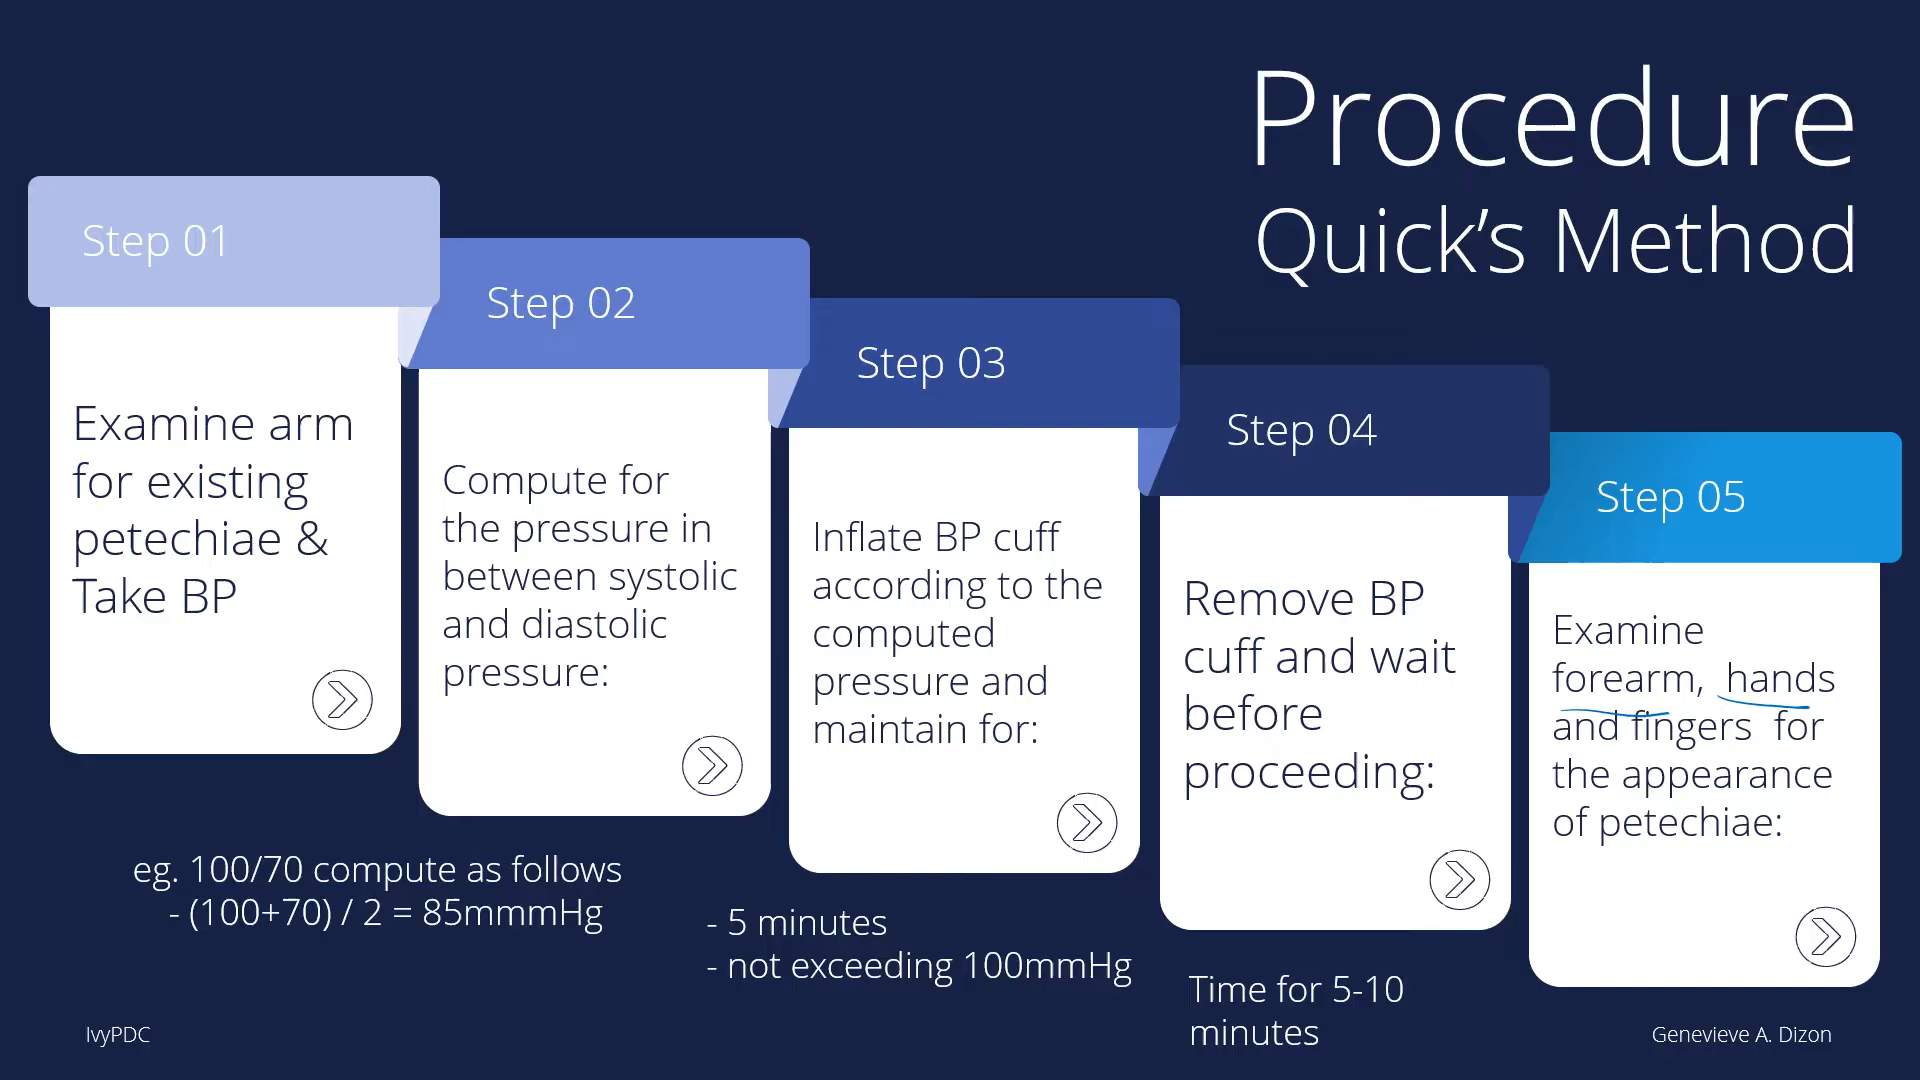 Procedure
Quick's Method
Step 01
Examine arm
for existing
petechiae &
Take BP
Step 02
Compute for
the pressure in
between systolic
and diastolic
pressure:
eg. 100/70 compute as follows
- (100+70) / 2 = 85mmmHg
Step 03
Inflate BP cuff
according to the
computed
pressure and
maintain for:
- 5 minutes
- not exceeding 100mmHg
Step 04
Remove BP
cuff and wait
before
proceeding:
Time for 5-10
minutes
Step 05
Examine
forearm, hands
and fingers for
the appearance
of petechiae:
IvyPDC
Genevieve A. Dizon